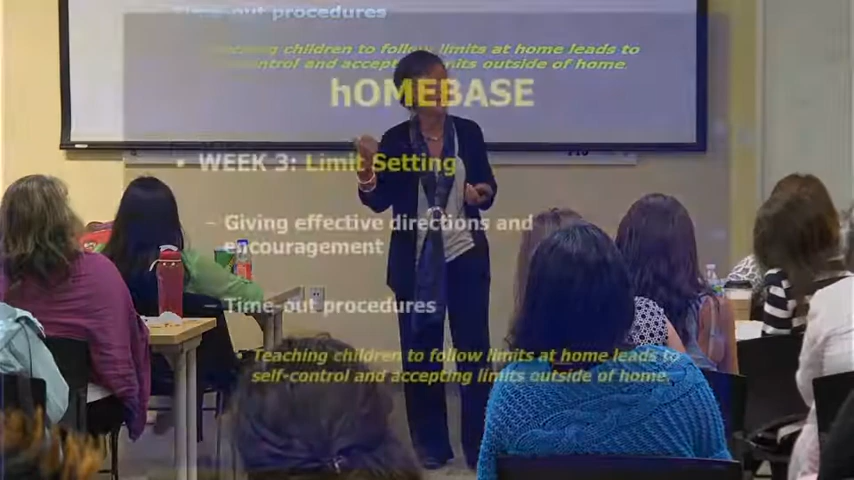 Time-out procedures
Teaching children to follow limits at home leads to
self-control and accepting limits outside of home.
hOMEBASE
• WEEK 3: Limit Setting
– Giving effective directions and
encouragement
– Time-out procedures
Teaching children to follow limits at home leads to
self-control and accepting limits outside of home.